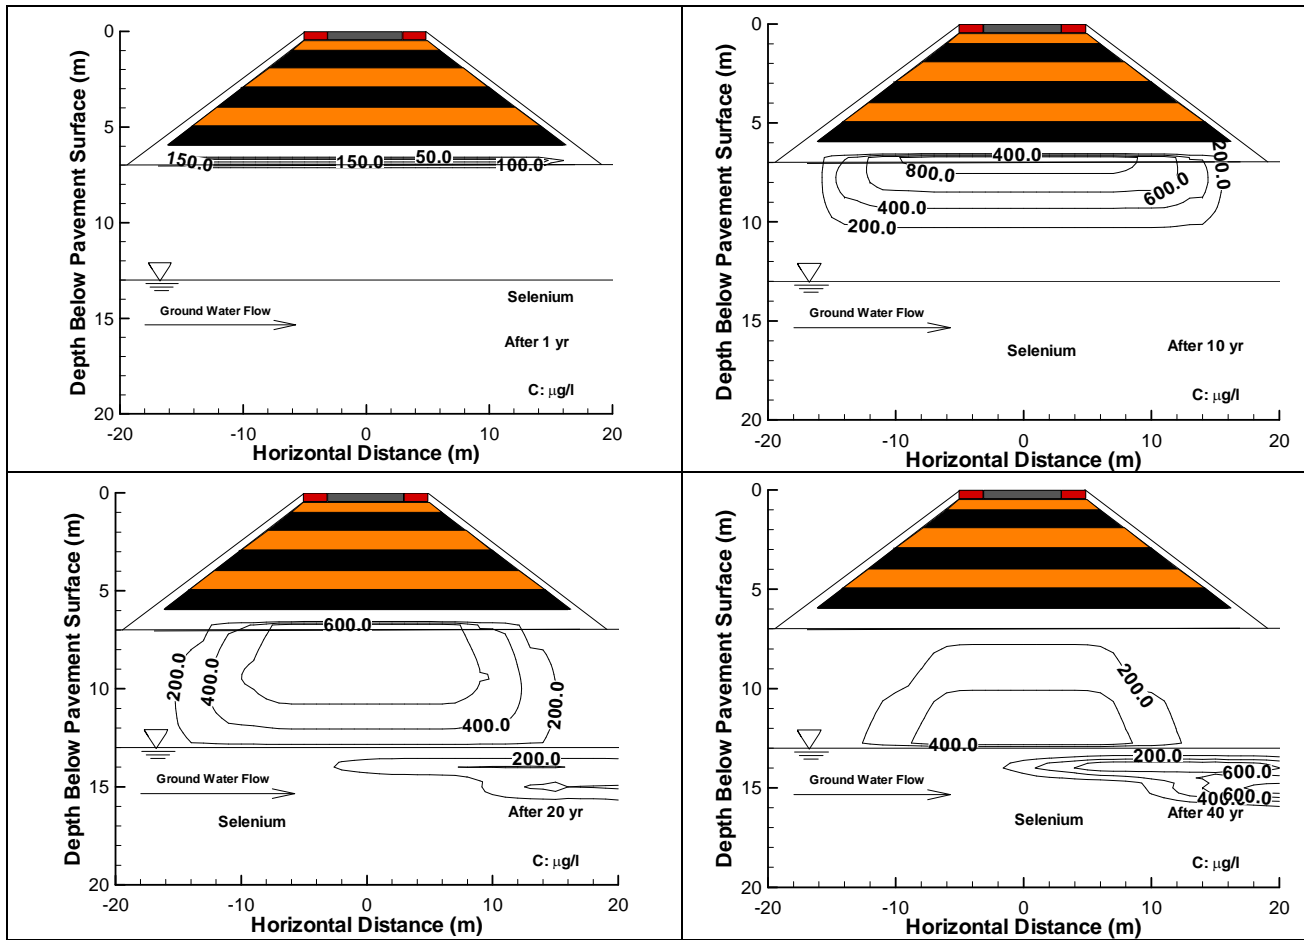 0
5
10
15
20
Depth Below Pavement Surface (m)
150.0
150.0
50.0
100.0
Selenium
Ground Water Flow
After 1 yr
C: µg/l
-20
-10
0
10
20
Horizontal Distance (m)
0
5
10
15
20
Depth Below Pavement Surface (m)
400.0
200.0
800.0
600.0
400.0
200.0
Ground Water Flow
Selenium
After 10 yr
C: µg/l
-20
-10
0
10
20
Horizontal Distance (m)
0
5
10
15
20
Depth Below Pavement Surface (m)
600.0
200.0
400.0
200.0
400.0
200.0
Ground Water Flow
Selenium
After 20 yr
C: µg/l
-20
-10
0
10
20
Horizontal Distance (m)
0
5
10
15
20
Depth Below Pavement Surface (m)
200.0
400.0
200.0
600.0
600.0
400.0
Ground Water Flow
Selenium
After 40 yr
C: µg/l
-20
-10
0
10
20
Horizontal Distance (m)